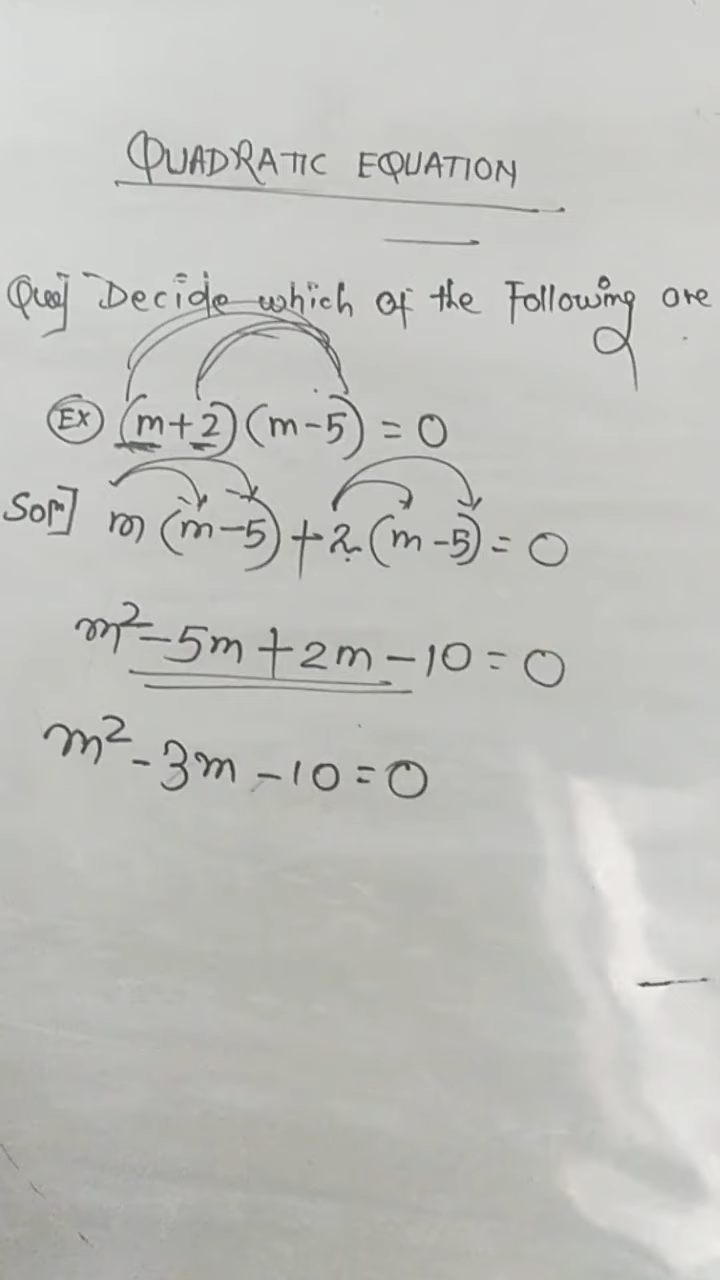 QUADRATIC EQUATION
Que] Decide which of the Following are
EX (m+2)(m-5) = 0
Soln] m(m-5)+2(m-5)=0
m²-5m+2m-10=0
m²-3m-10=0